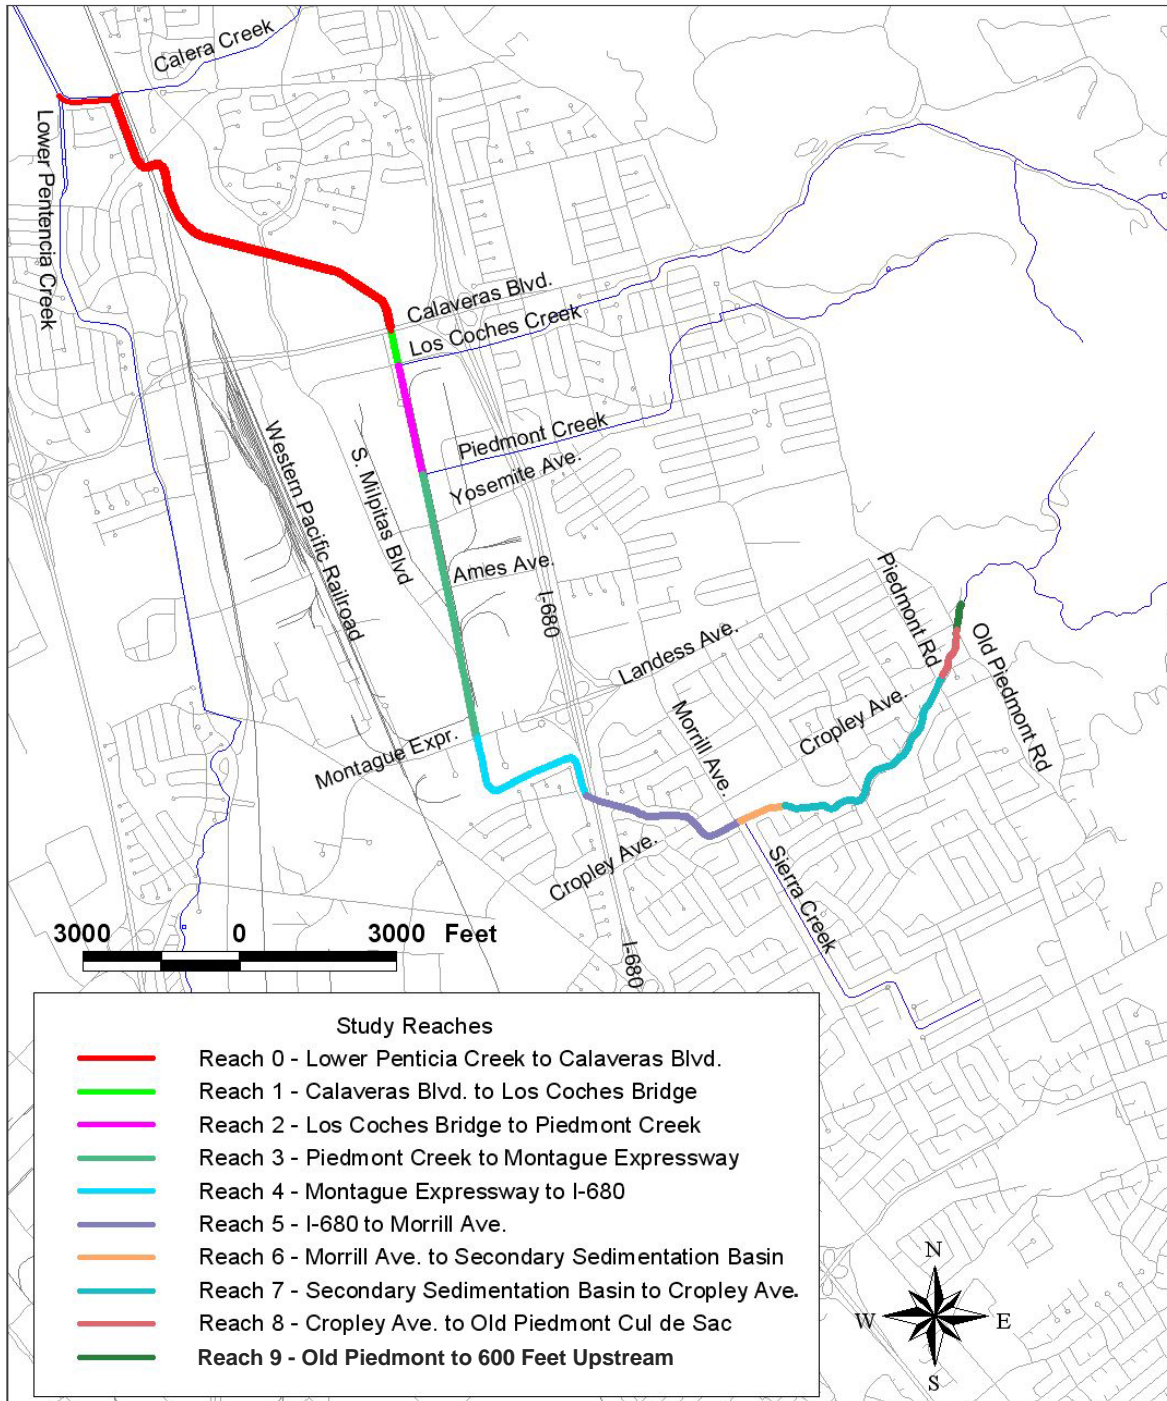 Calera Creek
Lower Pentencia Creek
Calaveras Blvd.
Los Coches Creek
Piedmont Creek
Yosemite Ave.
Western Pacific Railroad
S. Milpitas Blvd
Ames Ave.
I-680
Piedmont Rd
Old Piedmont Rd
Landess Ave.
Morrill Ave.
Cropley Ave.
Montague Expr.
Cropley Ave.
Sierra Creek
I-680
3000 0 3000 Feet
Study Reaches
Reach 0 - Lower Penticia Creek to Calaveras Blvd.
Reach 1 - Calaveras Blvd. to Los Coches Bridge
Reach 2 - Los Coches Bridge to Piedmont Creek
Reach 3 - Piedmont Creek to Montague Expressway
Reach 4 - Montague Expressway to I-680
Reach 5 - I-680 to Morrill Ave.
Reach 6 - Morrill Ave. to Secondary Sedimentation Basin
Reach 7 - Secondary Sedimentation Basin to Cropley Ave.
Reach 8 - Cropley Ave. to Old Piedmont Cul de Sac
Reach 9 - Old Piedmont to 600 Feet Upstream
N
W E
S